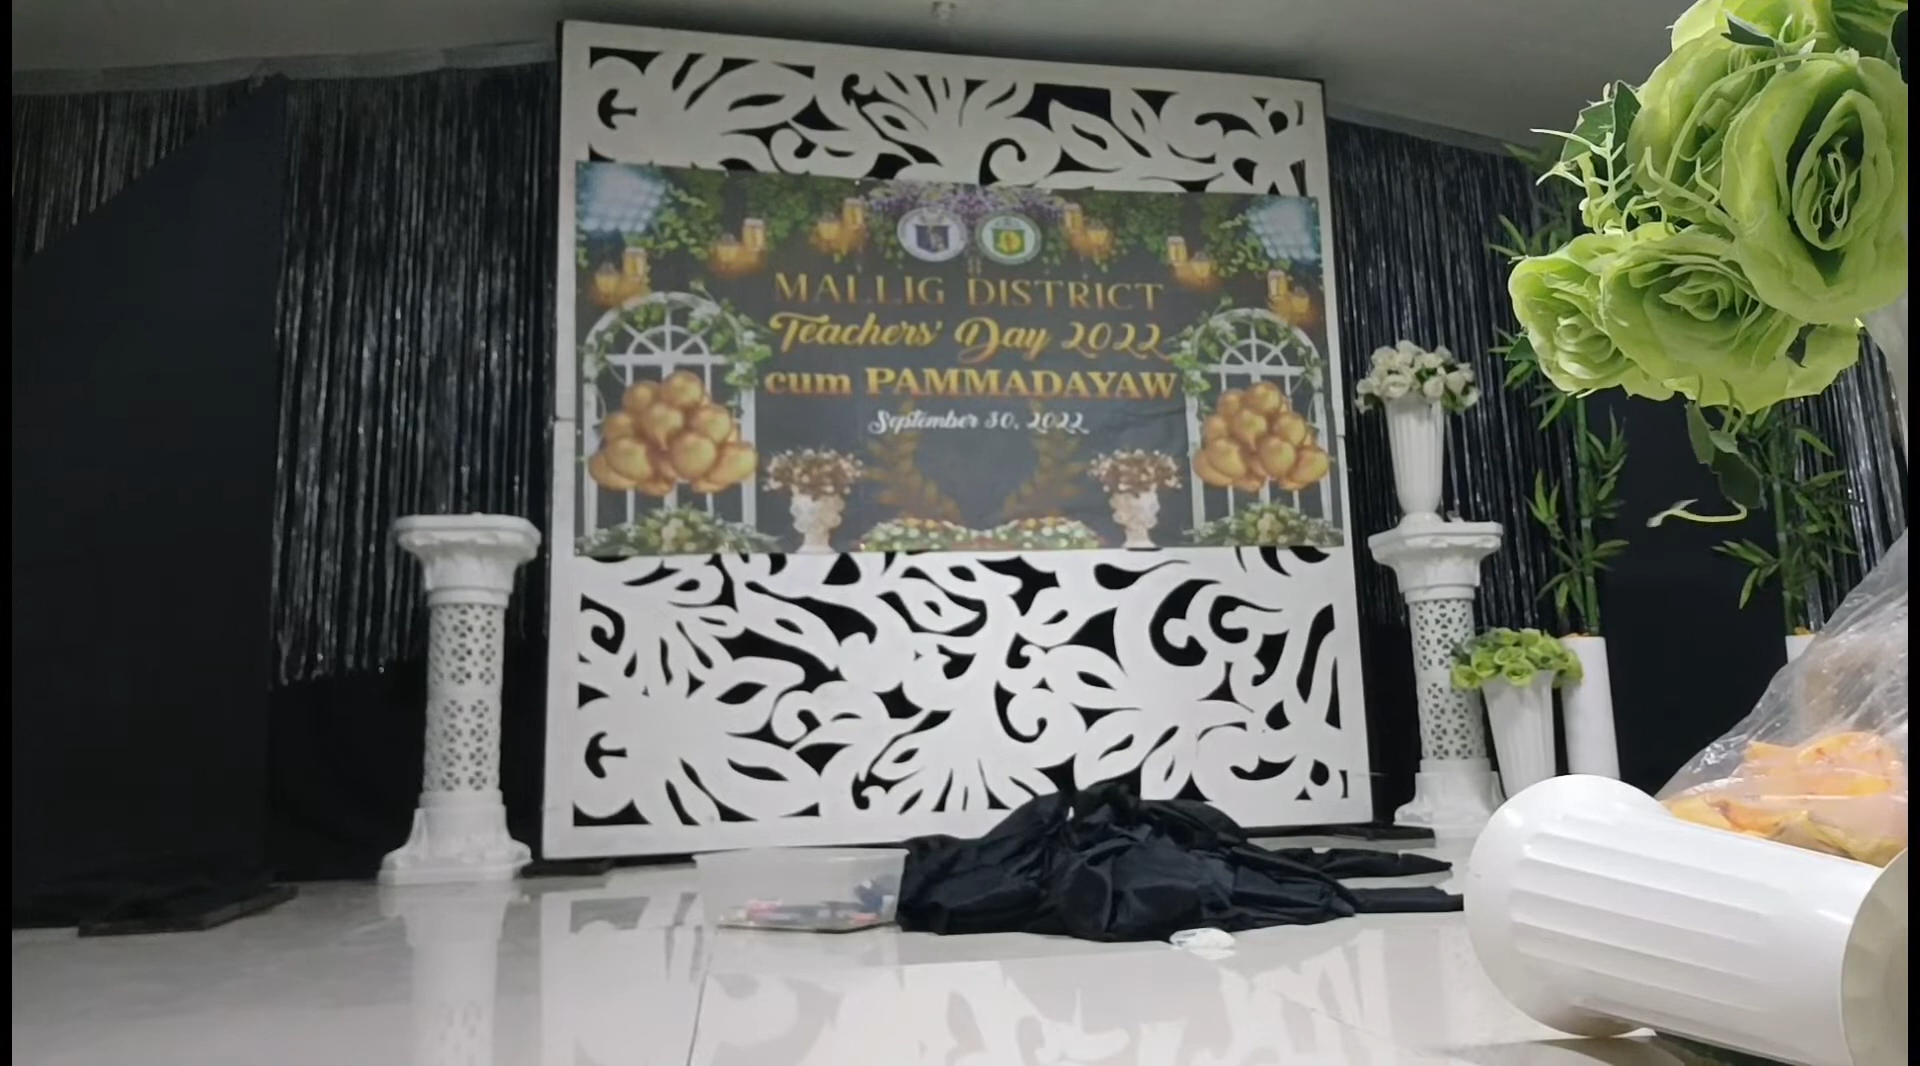 MALLIG DISTRICT
Teachers' Day 2022
cum PAMMADAYAW
September 30, 2022